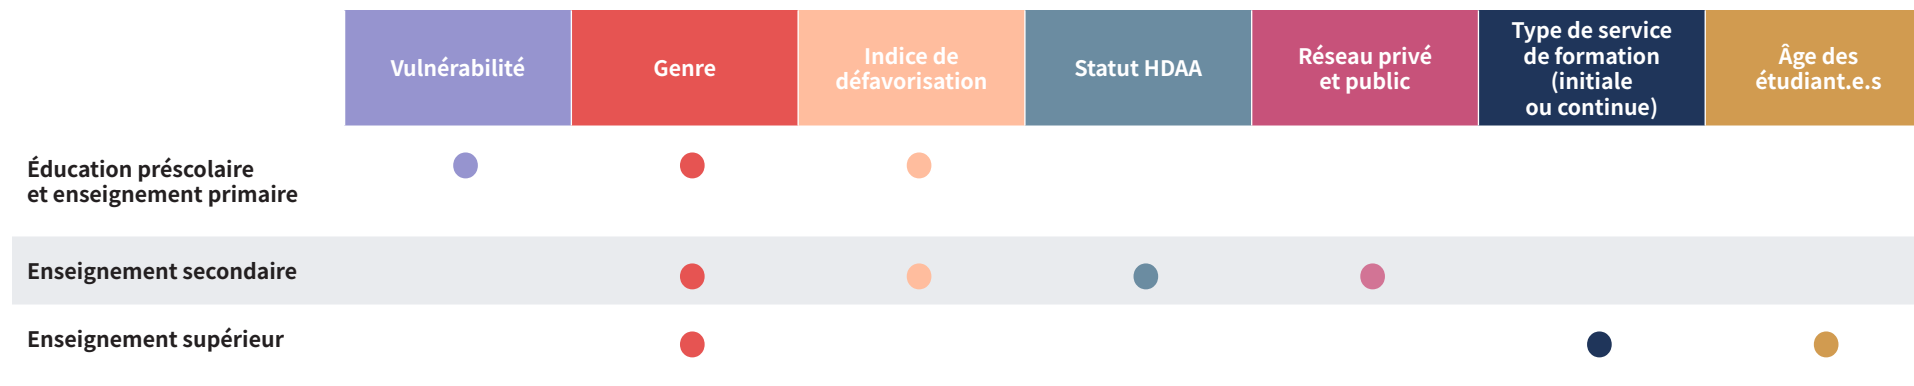 Vulnérabilité
Genre
Indice de
défavorisation
Statut HDAA
Réseau privé
et public
Type de service
de formation
(initiale
ou continue)
Âge des
étudiant.e.s
Éducation préscolaire
et enseignement primaire
Enseignement secondaire
Enseignement supérieur